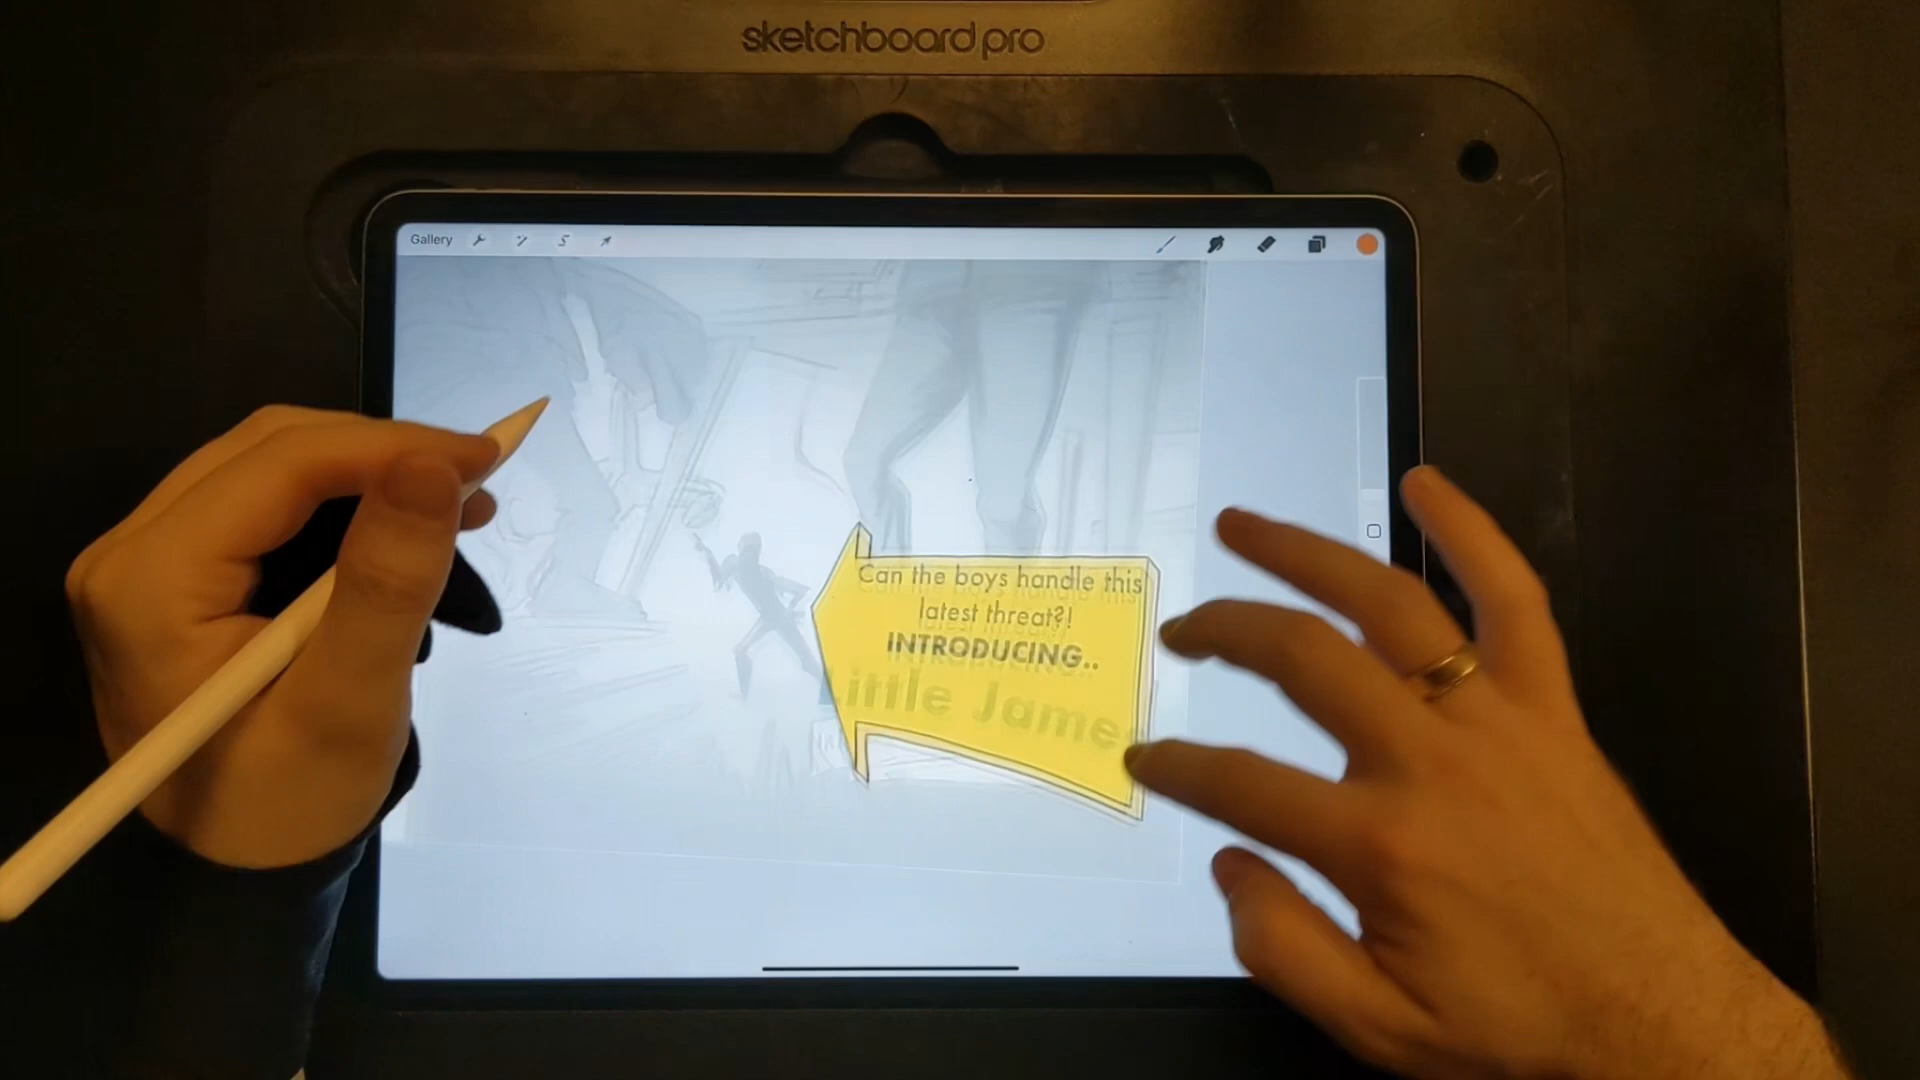 sketchboard pro
Gallery
Can the boys handle this
latest threat?!
INTRODUCING..
Little James